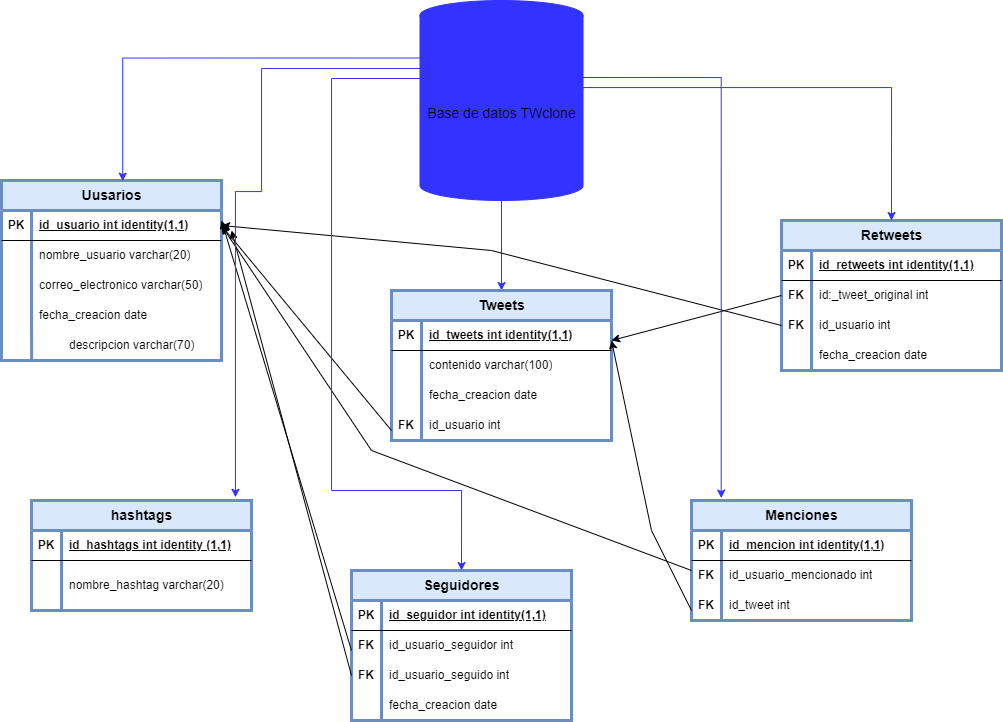 Base de datos TWclone
Uusarios
PK id_usuario int identity(1,1)
nombre_usuario varchar(20)
correo_electronico varchar(50)
fecha_creacion date
descripcion varchar(70)
Tweets
PK id_tweets int identity(1,1)
contenido varchar(100)
fecha_creacion date
FK id_usuario int
Retweets
PK id_retweets int identity(1,1)
FK id:_tweet_original int
FK id_usuario int
fecha_creacion date
hashtags
PK id_hashtags int identity (1,1)
nombre_hashtag varchar(20)
Seguidores
PK id_seguidor int identity(1,1)
FK id_usuario_seguidor int
FK id_usuario_seguido int
fecha_creacion date
Menciones
PK id_mencion int identity(1,1)
FK id_usuario_mencionado int
FK id_tweet int